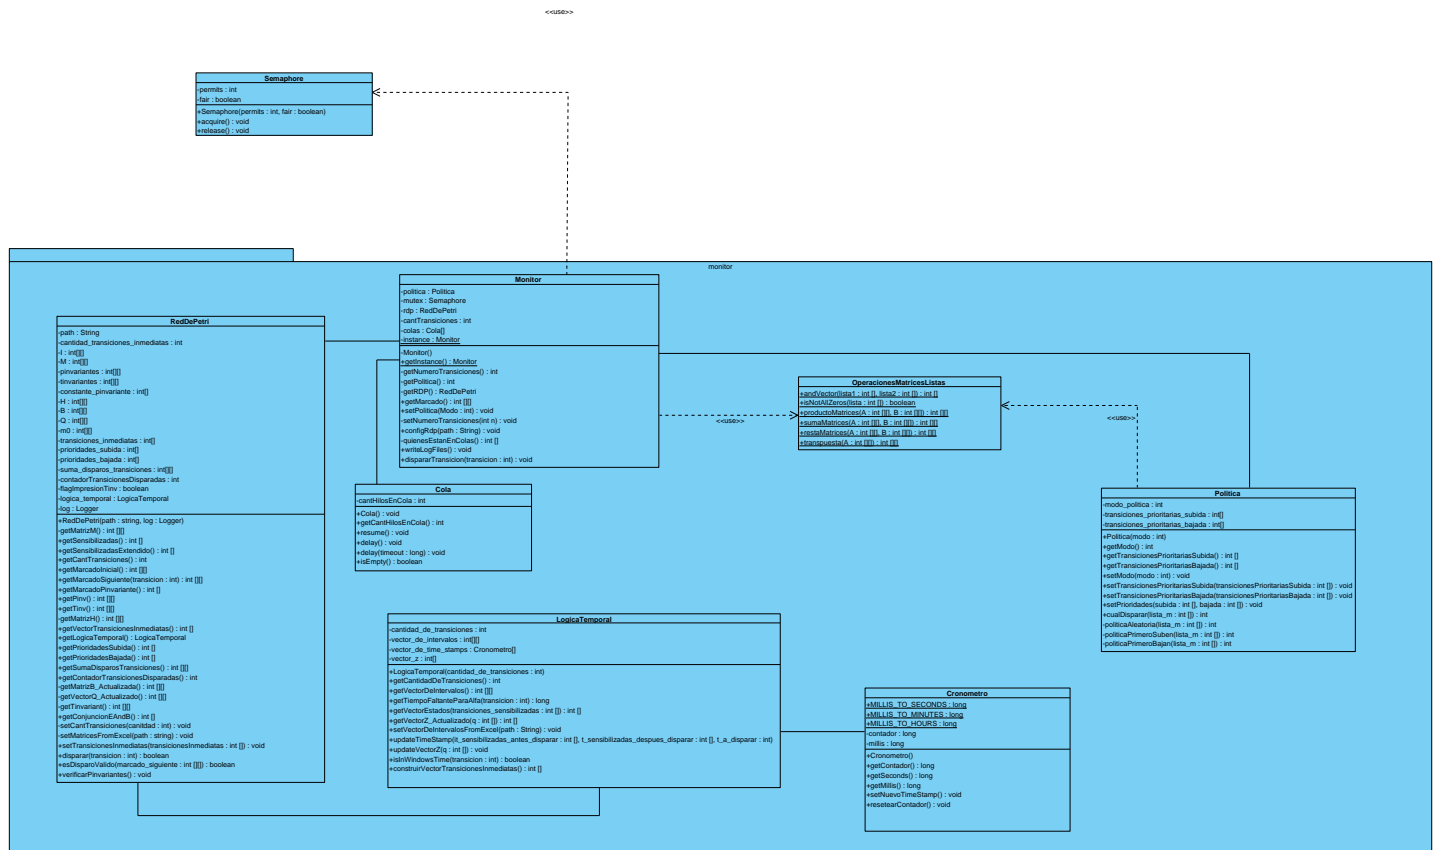 <<use>>
Semaphore
-permits : int
-fair : boolean
+Semaphore(permits : int, fair : boolean)
+acquire() : void
+release() : void
monitor
Monitor
-politica : Politica
-mutex : Semaphore
-rdp : RedDePetri
-cantTransiciones : int
-colas : Cola[]
-instance : Monitor
-Monitor()
+getInstance() : Monitor
-getNumeroTransiciones() : int
-getPolitica() : int
-getRDP() : RedDePetri
+getMarcado() : int [][]
+setPolitica(Modo : int) : void
-setNumeroTransiciones(int n) : void
+configRdp(path : String) : void
-quienesEstanEnColas() : int []
+writeLogFiles() : void
+dispararTransicion(transicion : int) : void
RedDePetri
-path : String
-cantidad_transiciones_inmediatas : int
-I : int[][]
-M : int[][]
-pinvariantes : int[][]
-tinvariantes : int[][]
-constante_pinvariante : int[]
-H : int[][]
-B : int[][]
-Q : int[][]
-m0 : int[][]
-transiciones_inmediatas : int[]
-prioridades_subida : int[]
-prioridades_bajada : int[]
-suma_disparos_transiciones : int[][]
-contadorTransicionesDisparadas : int
-flagImpresionTinv : boolean
-logica_temporal : LogicaTemporal
-log : Logger
+RedDePetri(path : string, log : Logger)
-getMatrizM() : int [][]
+getSensibilizadas() : int []
+getSensibilizadasExtendido() : int []
+getCantTransiciones() : int
+getMarcadoInicial() : int [][]
+getMarcadoSiguiente(transicion : int) : int [][]
+getMarcadoPinvariante() : int []
+getPinv() : int [][]
+getTinv() : int [][]
-getMatrizH() : int [][]
+getVectorTransicionesInmediatas() : int []
+getLogicaTemporal() : LogicaTemporal
+getPrioridadesSubida() : int []
+getPrioridadesBajada() : int []
+getSumaDisparosTransiciones() : int [][]
+getContadorTransicionesDisparadas() : int
-getMatrizB_Actualizada() : int [][]
-getVectorQ_Actualizado() : int [][]
-getTinvariant() : int [][]
+getConjuncionEAndB() : int []
-setCantTransiciones(canitdad : int) : void
-setMatricesFromExcel(path : string) : void
+setTransicionesInmediatas(transicionesInmediatas : int []) : void
+disparar(transicion : int) : boolean
+esDisparoValido(marcado_siguiente : int [][]) : boolean
+verificarPinvariantes() : void
Cola
-cantHilosEnCola : int
+Cola() : void
+getCantHilosEnCola() : int
+resume() : void
+delay() : void
+delay(timeout : long) : void
+isEmpty() : boolean
OperacionesMatricesListas
+andVector(lista1 : int [], lista2 : int []) : int []
+isNotAllZeros(lista : int []) : boolean
+productoMatrices(A : int [][], B : int [][]) : int [][]
+sumaMatrices(A : int [][], B : int [][]) : int [][]
+restaMatrices(A : int [][], B : int [][]) : int [][]
+transpuesta(A : int [][]) : int [][]
<<use>>
<<use>>
Politica
-modo_politica : int
-transiciones_prioritarias_subida : int[]
-transiciones_prioritarias_bajada : int[]
+Politica(modo : int)
+getModo() : int
+getTransicionesPrioritariasSubida() : int []
+getTransicionesPrioritariasBajada() : int []
+setModo(modo : int) : void
+setTransicionesPrioritariasSubida(transicionesPrioritariasSubida : int []) : void
+setTransicionesPrioritariasBajada(transicionesPrioritariasBajada : int []) : void
+setPrioridades(subida : int [], bajada : int []) : void
+cualDisparar(lista_m : int []) : int
-politicaAleatoria(lista_m : int []) : int
-politicaPrimeroSuben(lista_m : int []) : int
-politicaPrimeroBajan(lista_m : int []) : int
LogicaTemporal
-cantidad_de_transiciones : int
-vector_de_intervalos : int[][]
-vector_de_time_stamps : Cronometro[]
-vector_z : int[]
+LogicaTemporal(cantidad_de_transiciones : int)
+getCantidadDeTransiciones() : int
+getVectorDeIntervalos() : int [][]
+getTiempoFaltanteParaAlfa(transicion : int) : long
+getVectorEstados(transiciones_sensibilizadas : int []) : int []
+getVectorZ_Actualizado(q : int []) : int []
+setVectorDeIntervalosFromExcel(path : String) : void
+updateTimeStamp(t_sensibilizadas_antes_disparar : int [], t_sensibilizadas_despues_disparar : int [], t_a_disparar : int)
+updateVectorZ(q : int []) : void
+isInWindowsTime(transicion : int) : boolean
+construirVectorTransicionesInmediatas() : int []
Cronometro
+MILLIS_TO_SECONDS : long
+MILLIS_TO_MINUTES : long
+MILLIS_TO_HOURS : long
-contador : long
-millis : long
+Cronometro()
+getContador() : long
+getSeconds() : long
+getMillis() : long
+setNuevoTimeStamp() : void
+resetearContador() : void